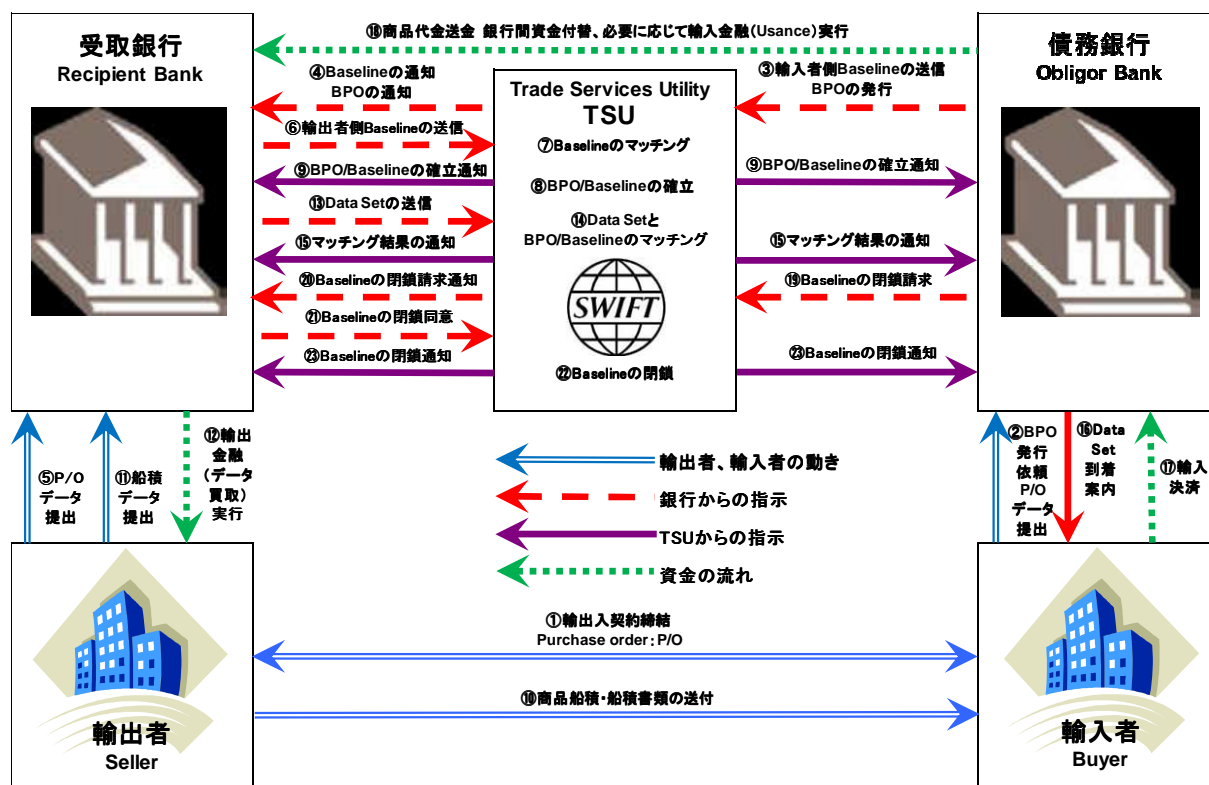 ⑱商品代金送金 銀行間資金付替、必要に応じて輸入金融(Usance)実行
受取銀行
Recipient Bank
債務銀行
Obligor Bank
Trade Services Utility
TSU
⑦Baselineのマッチング
⑧BPO/Baselineの確立
⑭Data Setと
BPO/Baselineのマッチング
SWIFT
㉒Baselineの閉鎖
④Baselineの通知
BPOの通知
⑥輸出者側Baselineの送信
⑨BPO/Baselineの確立通知
⑬Data Setの送信
⑮マッチング結果の通知
⑳Baselineの閉鎖請求通知
㉑Baselineの閉鎖同意
㉓Baselineの閉鎖通知
③輸入者側Baselineの送信
BPOの発行
⑨BPO/Baselineの確立通知
⑮マッチング結果の通知
⑲Baselineの閉鎖請求
㉓Baselineの閉鎖通知
⑤P/O
データ
提出
⑪船積
データ
提出
⑫輸出
金融
(データ
買取)
実行
輸出者、輸入者の動き
銀行からの指示
TSUからの指示
資金の流れ
②BPO
発行
依頼
P/O
データ
提出
⑯Data
Set
到着
案内
⑰輸入
決済
①輸出入契約締結
Purchase order：P/O
⑩商品船積・船積書類の送付
輸出者
Seller
輸入者
Buyer